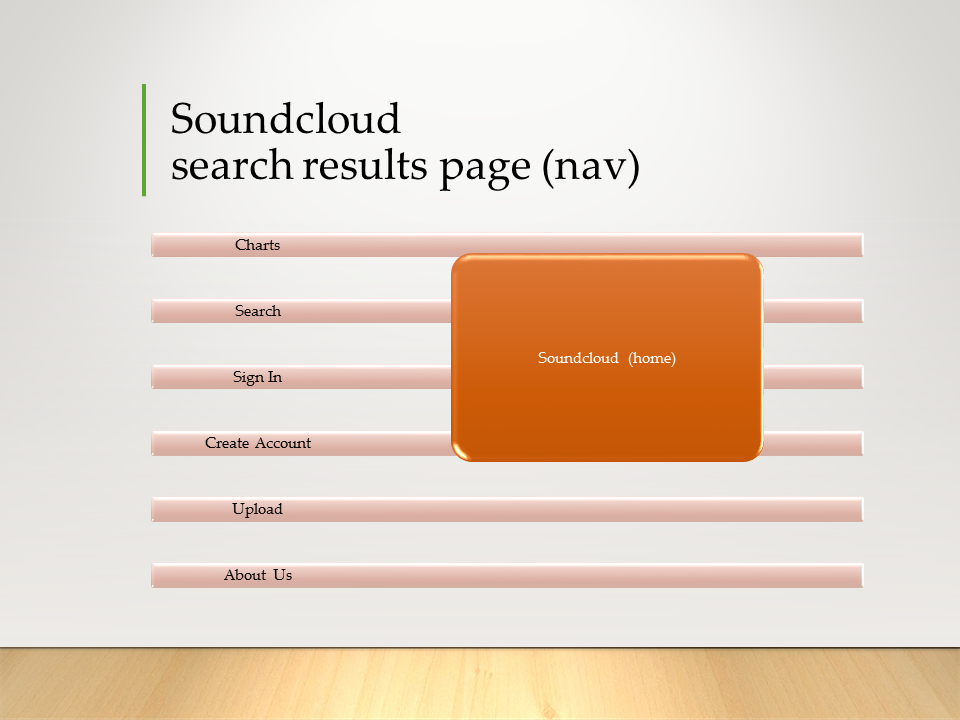 Soundcloud
search results page (nav)
Charts
Search
Soundcloud (home)
Sign In
Create Account
Upload
About Us